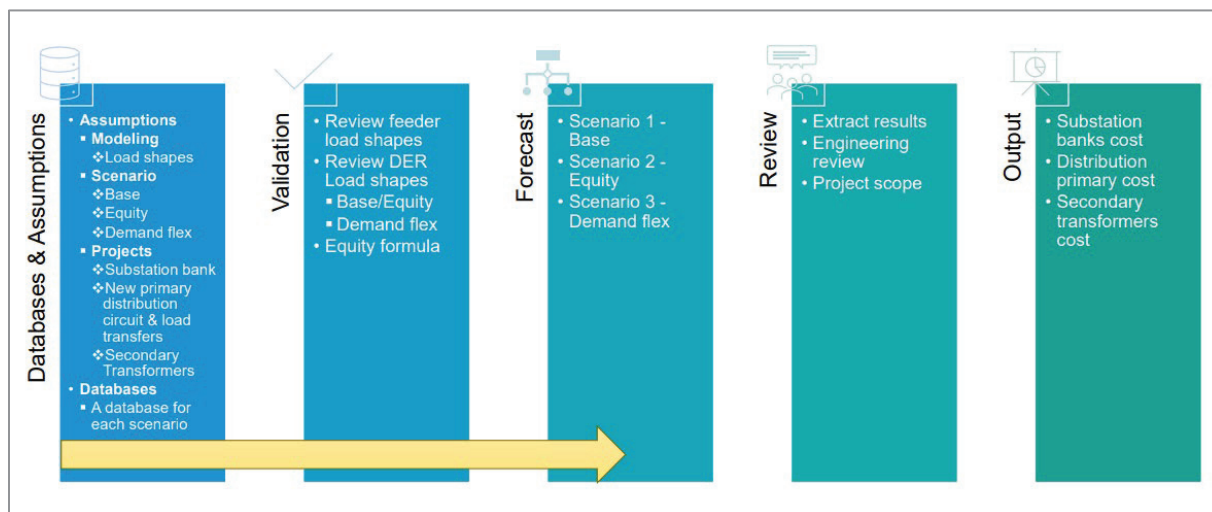 Databases & Assumptions
• Assumptions
▪ Modeling
❖Load shapes
▪ Scenario
❖Base
❖Equity
❖Demand flex
▪ Projects
❖Substation bank
❖New primary
distribution
circuit & load
transfers
❖Secondary
Transformers
• Databases
▪ A database for
each scenario
Validation
• Review feeder
load shapes
• Review DER
Load shapes
▪ Base/Equity
▪ Demand flex
• Equity formula
Forecast
• Scenario 1 -
Base
• Scenario 2 -
Equity
• Scenario 3 -
Demand flex
Review
• Extract results
• Engineering
review
• Project scope
Output
• Substation
banks cost
• Distribution
primary cost
• Secondary
transformers
cost